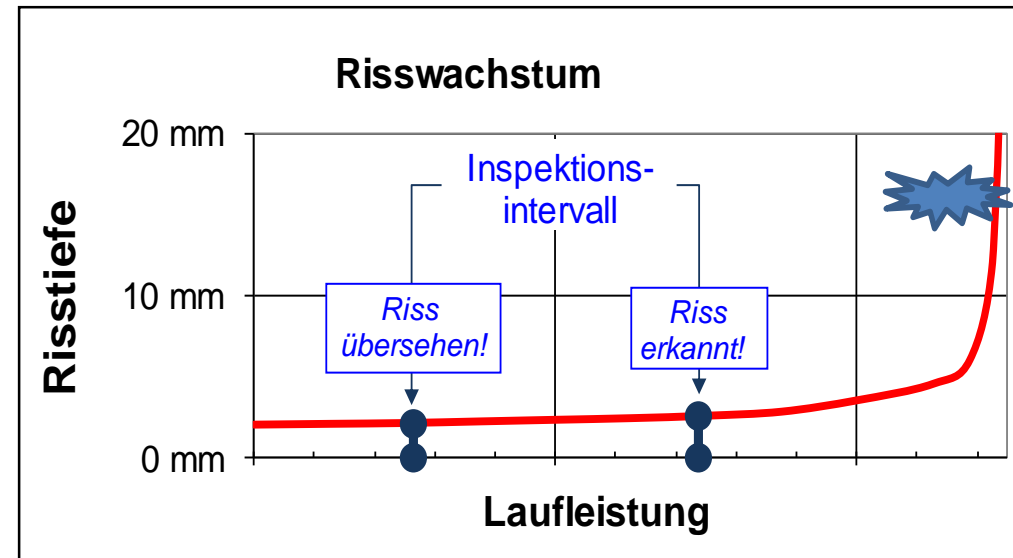 Risswachstum
20 mm
Inspektions-
intervall
Risstiefe
10 mm
Riss
übersehen!
Riss
erkannt!
0 mm
Laufleistung